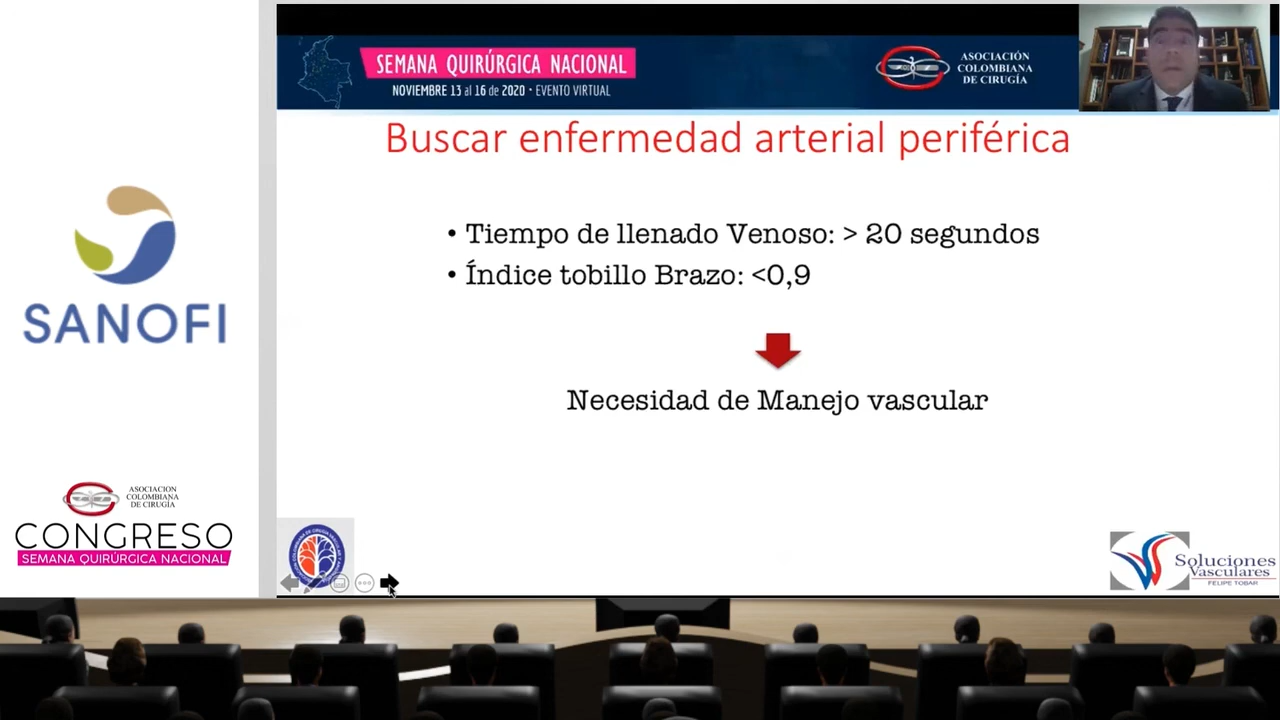 SEMANA QUIRÚRGICA NACIONAL
NOVIEMBRE 13 al 16 de 2020 • EVENTO VIRTUAL
ASOCIACIÓN
COLOMBIANA
DE CIRUGÍA
Buscar enfermedad arterial periférica
• Tiempo de llenado Venoso: > 20 segundos
• Índice tobillo Brazo: <0,9
Necesidad de Manejo vascular
SANOFI
ASOCIACION
COLOMBIANA
DE CIRUGÍA
CONGRESO
SEMANA QUIRÚRGICA NACIONAL
Soluciones
Vasculares
FELIPE TOBAR